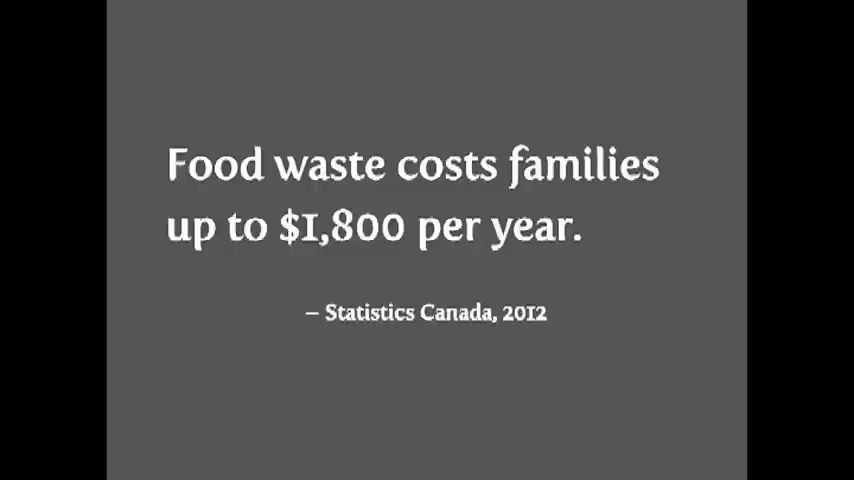 Food waste costs families
up to $1,800 per year.
– Statistics Canada, 2012